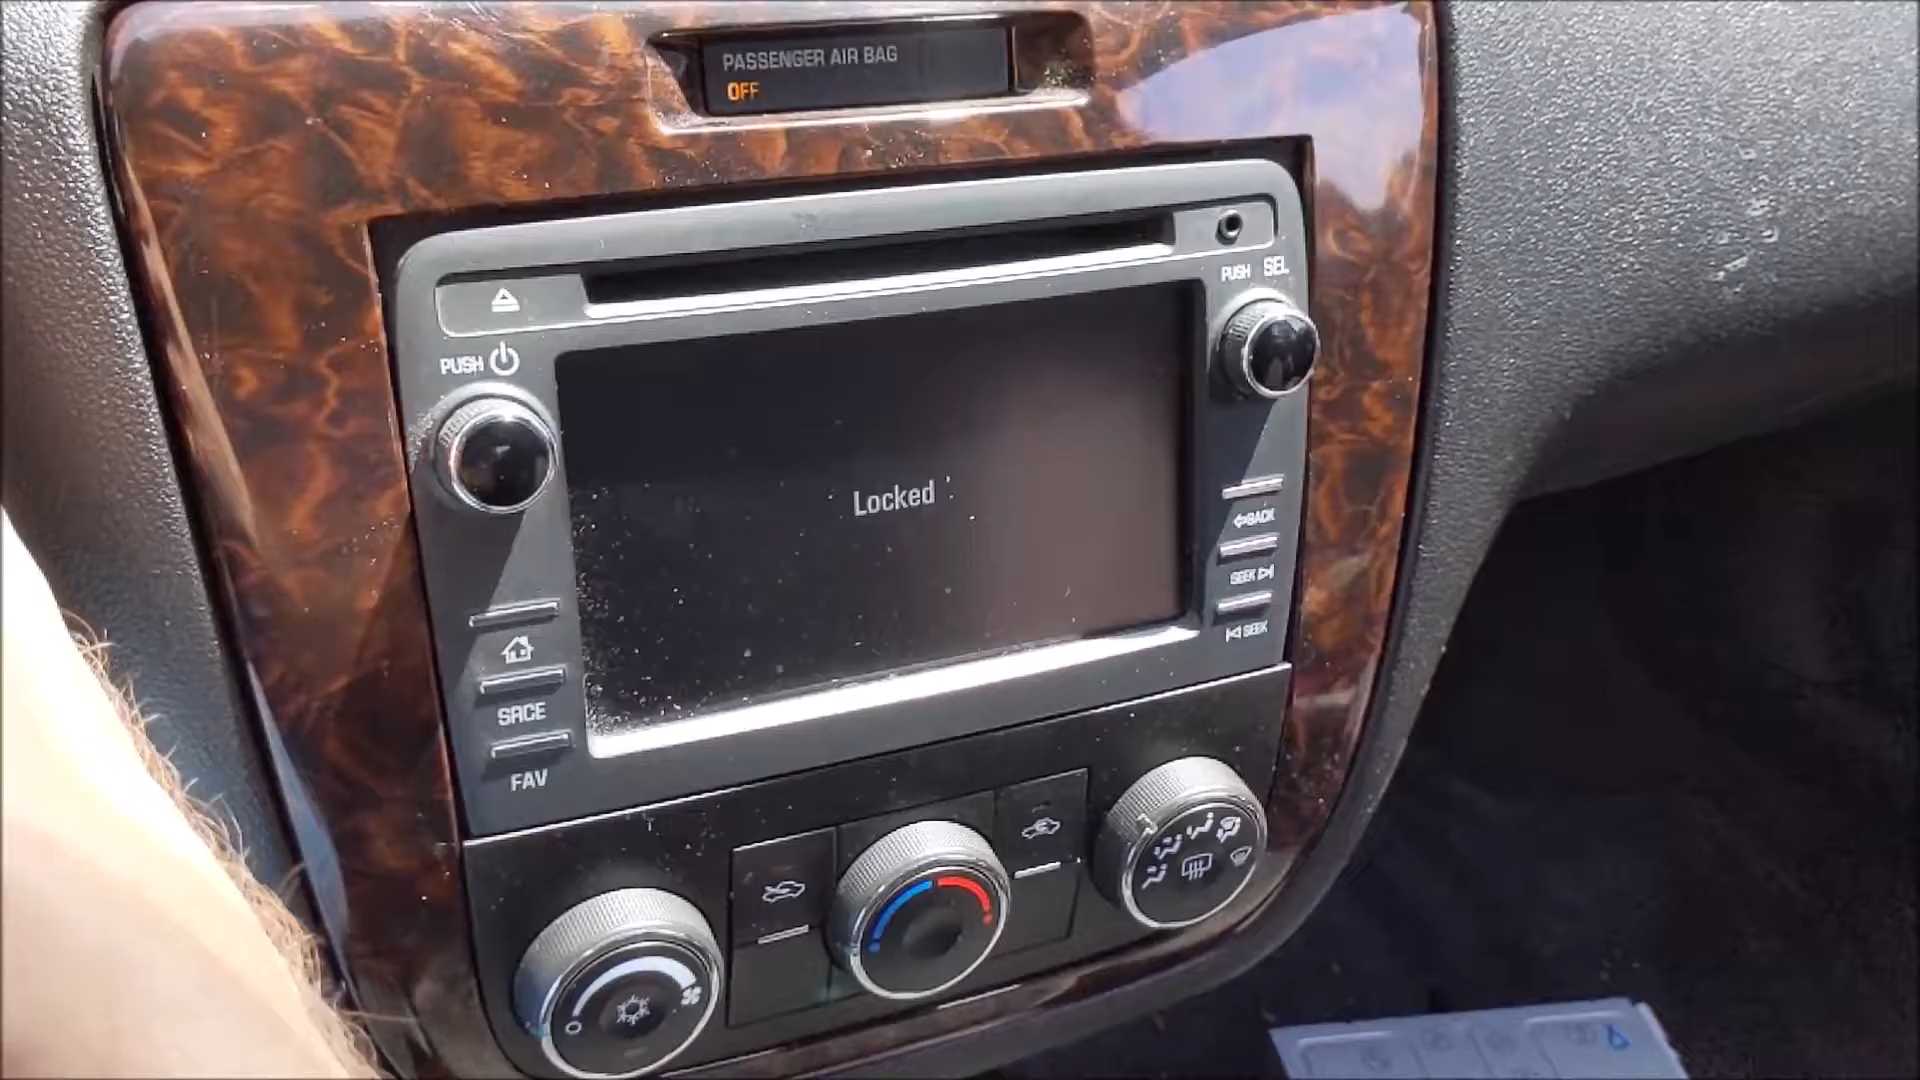 PASSENGER AIR BAG
OFF
PUSH SEL
PUSH
Locked
BACK
SEEK
SEEK
SRCE
FAV